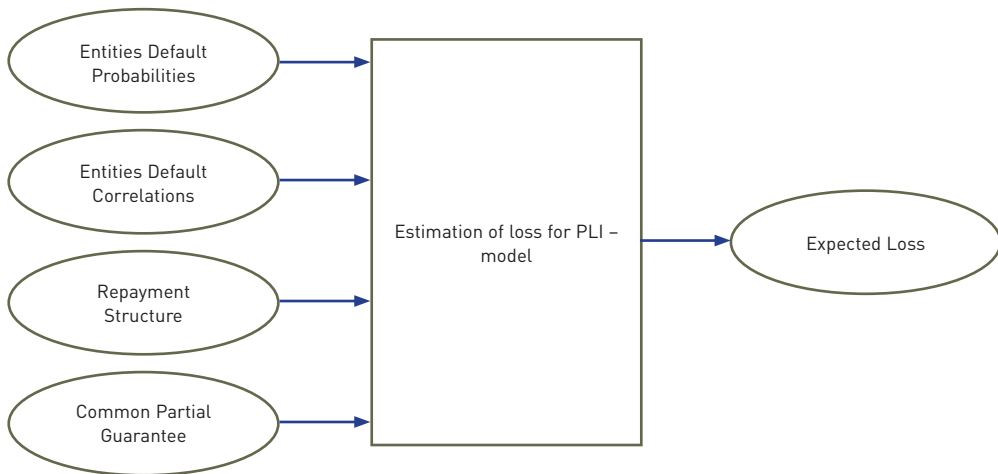 Entities Default
Probabilities
Entities Default
Correlations
Repayment
Structure
Common Partial
Guarantee
Estimation of loss for PLI –
model
Expected Loss